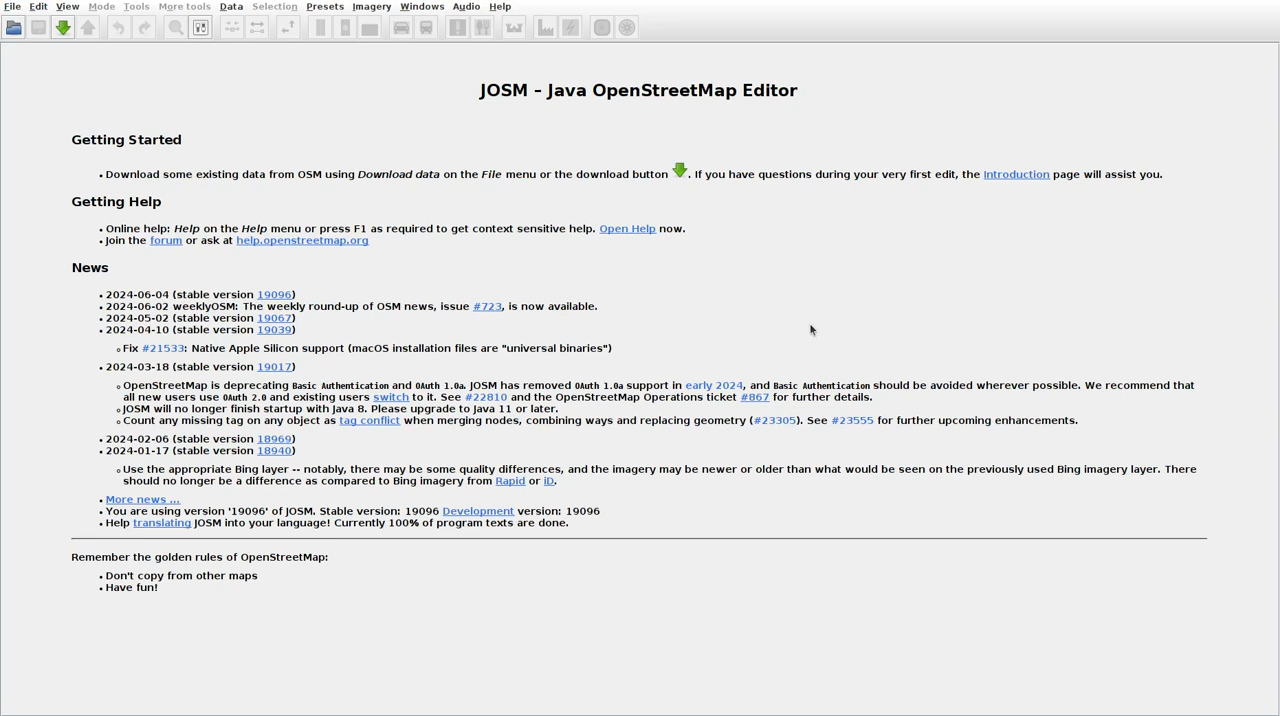 File Edit View Mode Tools More tools Data Selection Presets Imagery Windows Audio Help
JOSM – Java OpenStreetMap Editor
Getting Started
• Download some existing data from OSM using Download data on the File menu or the download button . If you have questions during your very first edit, the Introduction page will assist you.
Getting Help
• Online help: Help on the Help menu or press F1 as required to get context sensitive help. Open Help now.
• Join the forum or ask at help.openstreetmap.org
News
• 2024-06-04 (stable version 19096)
• 2024-06-02 weeklyOSM: The weekly round-up of OSM news, issue #723, is now available.
• 2024-05-02 (stable version 19067)
• 2024-04-10 (stable version 19039)
◦ Fix #21533: Native Apple Silicon support (macOS installation files are "universal binaries")
• 2024-03-18 (stable version 19017)
◦ OpenStreetMap is deprecating Basic Authentication and OAuth 1.0a. JOSM has removed OAuth 1.0a support in early 2024, and Basic Authentication should be avoided wherever possible. We recommend that
all new users use OAuth 2.0 and existing users switch to it. See #22810 and the OpenStreetMap Operations ticket #867 for further details.
◦ JOSM will no longer finish startup with Java 8. Please upgrade to Java 11 or later.
◦ Count any missing tag on any object as tag conflict when merging nodes, combining ways and replacing geometry (#23305). See #23555 for further upcoming enhancements.
• 2024-02-06 (stable version 18969)
• 2024-01-17 (stable version 18940)
◦ Use the appropriate Bing layer -- notably, there may be some quality differences, and the imagery may be newer or older than what would be seen on the previously used Bing imagery layer. There
should no longer be a difference as compared to Bing imagery from Rapid or iD.
• More news ...
• You are using version '19096' of JOSM. Stable version: 19096 Development version: 19096
• Help translating JOSM into your language! Currently 100% of program texts are done.
Remember the golden rules of OpenStreetMap:
• Don't copy from other maps
• Have fun!